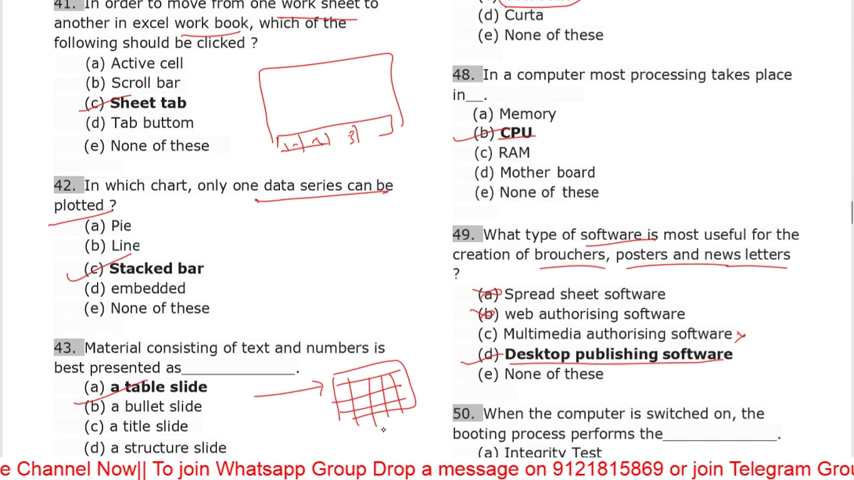 41. In order to move from one work sheet to
another in excel work book, which of the
following should be clicked ?
(a) Active cell
(b) Scroll bar
(c) Sheet tab
(d) Tab buttom
(e) None of these
42. In which chart, only one data series can be
plotted ?
(a) Pie
(b) Line
(c) Stacked bar
(d) embedded
(e) None of these
43. Material consisting of text and numbers is
best presented as____________.
(a) a table slide
(b) a bullet slide
(c) a title slide
(d) a structure slide
(d) Curta
(e) None of these
48. In a computer most processing takes place
in__.
(a) Memory
(b) CPU
(c) RAM
(d) Mother board
(e) None of these
49. What type of software is most useful for the
creation of brouchers, posters and news letters
?
(a) Spread sheet software
(b) web authorising software
(c) Multimedia authorising software
(d) Desktop publishing software
(e) None of these
50. When the computer is switched on, the
booting process performs the____________.
(a) Integrity Test
e Channel Now|| To join Whatsapp Group Drop a message on 9121815869 or join Telegram Grou